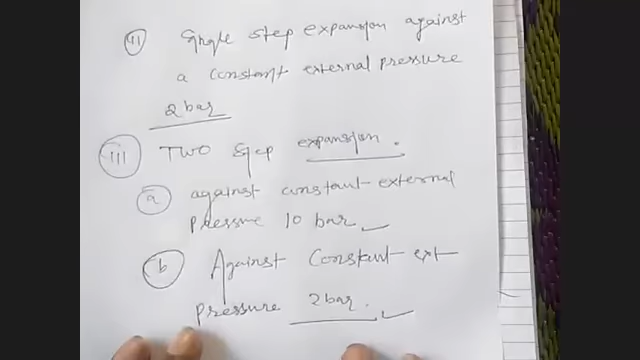 (ii) Single step expansion against
a constant external pressure
2 bar
(iii) Two step expansion.
(a) against constant external
pressure 10 bar
(b) Against Constant ext
pressure 2 bar.